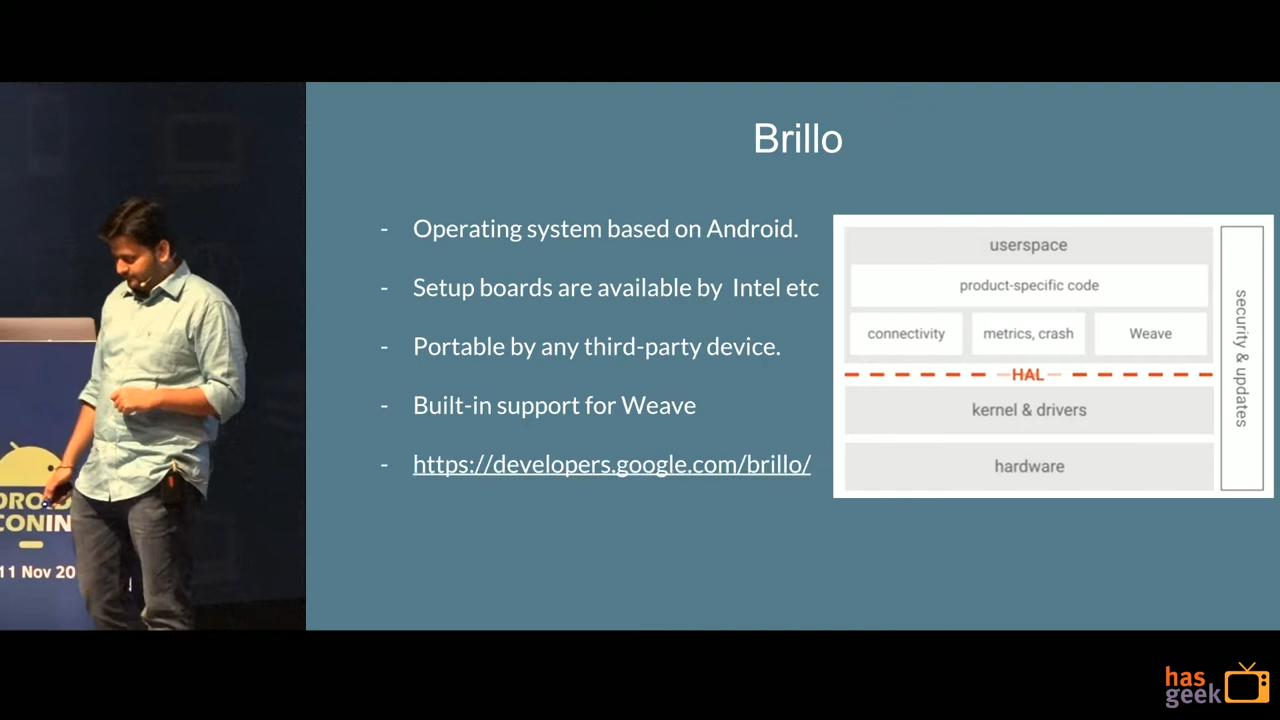 Brillo
- Operating system based on Android.
- Setup boards are available by Intel etc
- Portable by any third-party device.
- Built-in support for Weave
- https://developers.google.com/brillo/
userspace
product-specific code
connectivity
metrics, crash
Weave
HAL
kernel & drivers
hardware
security & updates
DROID
CONIN
11 Nov 20
has
geek